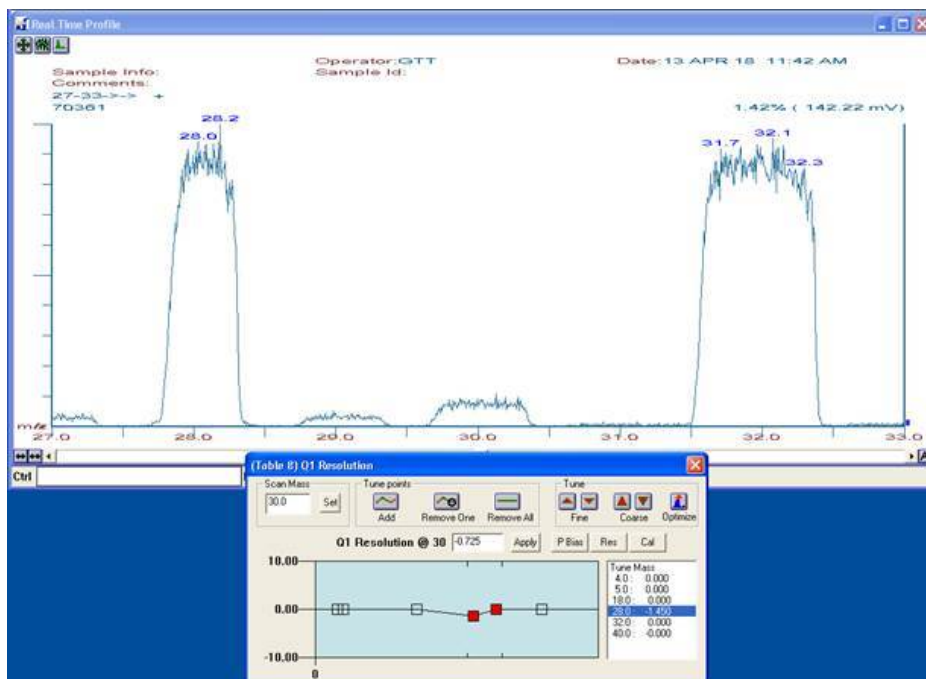 Real Time Profile
Operator:GTT
Date:13 APR 18 11:42 AM
Sample Info:
Sample Id:
Comments:
27-33->-> +
70361
1.42% ( 142.22 mV)
28.2
28.0
32.1
31.7
32.3
m/z
27.0 28.0 29.0 30.0 31.0 32.0 33.0
Ctrl
(Table 8) Q1 Resolution
Scan Mass
Tune points
Tune
30.0
Set
Add
Remove One
Remove All
Fine
Coarse
Optimize
Q1 Resolution @ 30
-0.725
Apply
P Bias
Res
Cal
10.00
0.00
-10.00
0
Tune Mass
4.0: 0.000
5.0: 0.000
18.0: 0.000
28.0: -1.450
32.0: 0.000
40.0: -0.000